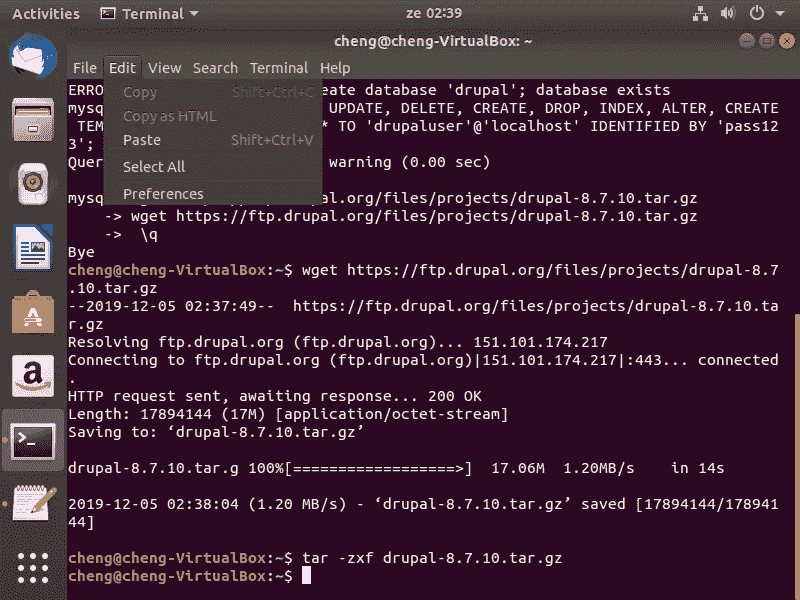 Activities Terminal ze 02:39
cheng@cheng-VirtualBox: ~
File Edit View Search Terminal Help
Copy Shift+Ctrl+C
Copy as HTML
Paste Shift+Ctrl+V
Select All
Preferences
ERRO eate database 'drupal'; database exists
mysq UPDATE, DELETE, CREATE, DROP, INDEX, ALTER, CREATE
TEM * TO 'drupaluser'@'localhost' IDENTIFIED BY 'pass12
3';
Quer warning (0.00 sec)
mysq pal.org/files/projects/drupal-8.7.10.tar.gz
-> wget https://ftp.drupal.org/files/projects/drupal-8.7.10.tar.gz
-> \q
Bye
cheng@cheng-VirtualBox:~$ wget https://ftp.drupal.org/files/projects/drupal-8.7
.10.tar.gz
--2019-12-05 02:37:49-- https://ftp.drupal.org/files/projects/drupal-8.7.10.ta
r.gz
Resolving ftp.drupal.org (ftp.drupal.org)... 151.101.174.217
Connecting to ftp.drupal.org (ftp.drupal.org)|151.101.174.217|:443... connected
.
HTTP request sent, awaiting response... 200 OK
Length: 17894144 (17M) [application/octet-stream]
Saving to: ‘drupal-8.7.10.tar.gz’
drupal-8.7.10.tar.g 100%[==================>] 17.06M 1.20MB/s in 14s
2019-12-05 02:38:04 (1.20 MB/s) - ‘drupal-8.7.10.tar.gz’ saved [17894144/178941
44]
cheng@cheng-VirtualBox:~$ tar -zxf drupal-8.7.10.tar.gz
cheng@cheng-VirtualBox:~$